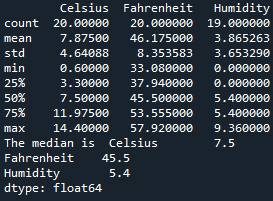 Celsius  Fahrenheit   Humidity
count  20.00000   20.000000  19.000000
mean    7.87500   46.175000   3.865263
std     4.64088    8.353583   3.653290
min     0.60000   33.080000   0.000000
25%     3.30000   37.940000   0.000000
50%     7.50000   45.500000   5.400000
75%    11.97500   53.555000   5.400000
max    14.40000   57.920000   9.360000
The median is  Celsius       7.5
Fahrenheit    45.5
Humidity       5.4
dtype: float64